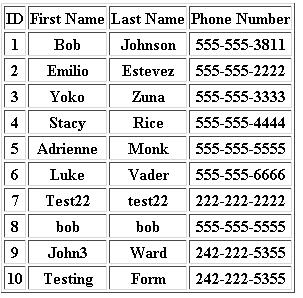 ID First Name Last Name Phone Number
1 Bob Johnson 555-555-3811
2 Emilio Estevez 555-555-2222
3 Yoko Zuna 555-555-3333
4 Stacy Rice 555-555-4444
5 Adrienne Monk 555-555-5555
6 Luke Vader 555-555-6666
7 Test22 test22 222-222-2222
8 bob bob 555-555-5555
9 John3 Ward 242-222-5355
10 Testing Form 242-222-5355